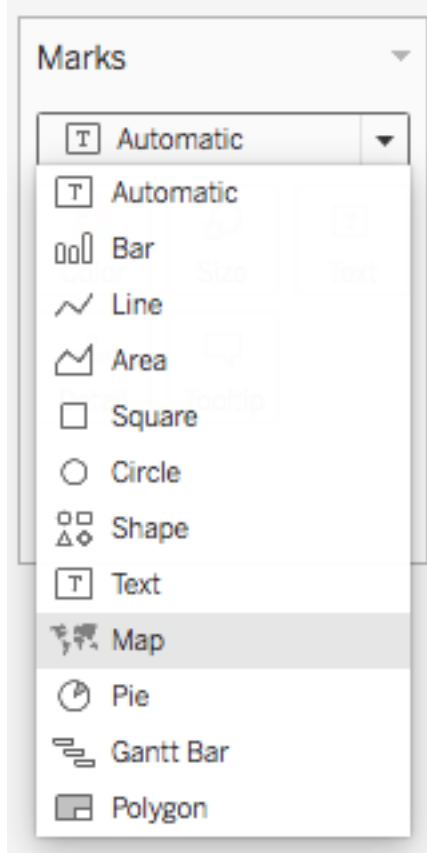 Marks
Automatic
Automatic
Bar
Line
Area
Square
Circle
Shape
Text
Map
Pie
Gantt Bar
Polygon